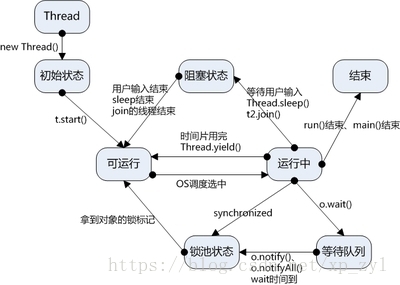 Thread
new Thread()
初始状态
阻塞状态
结束
用户输入结束
sleep结束
join的线程结束
等待用户输入
Thread.sleep()
t2.join()
t.start()
时间片用完
Thread.yield()
run()结束、main()结束
可运行
运行中
OS调度选中
拿到对象的锁标记
synchronized
o.wait()
锁池状态
o.notify()、
o.notifyAll()
wait时间到
等待队列
https://blog.csdn.net/xp_zyl